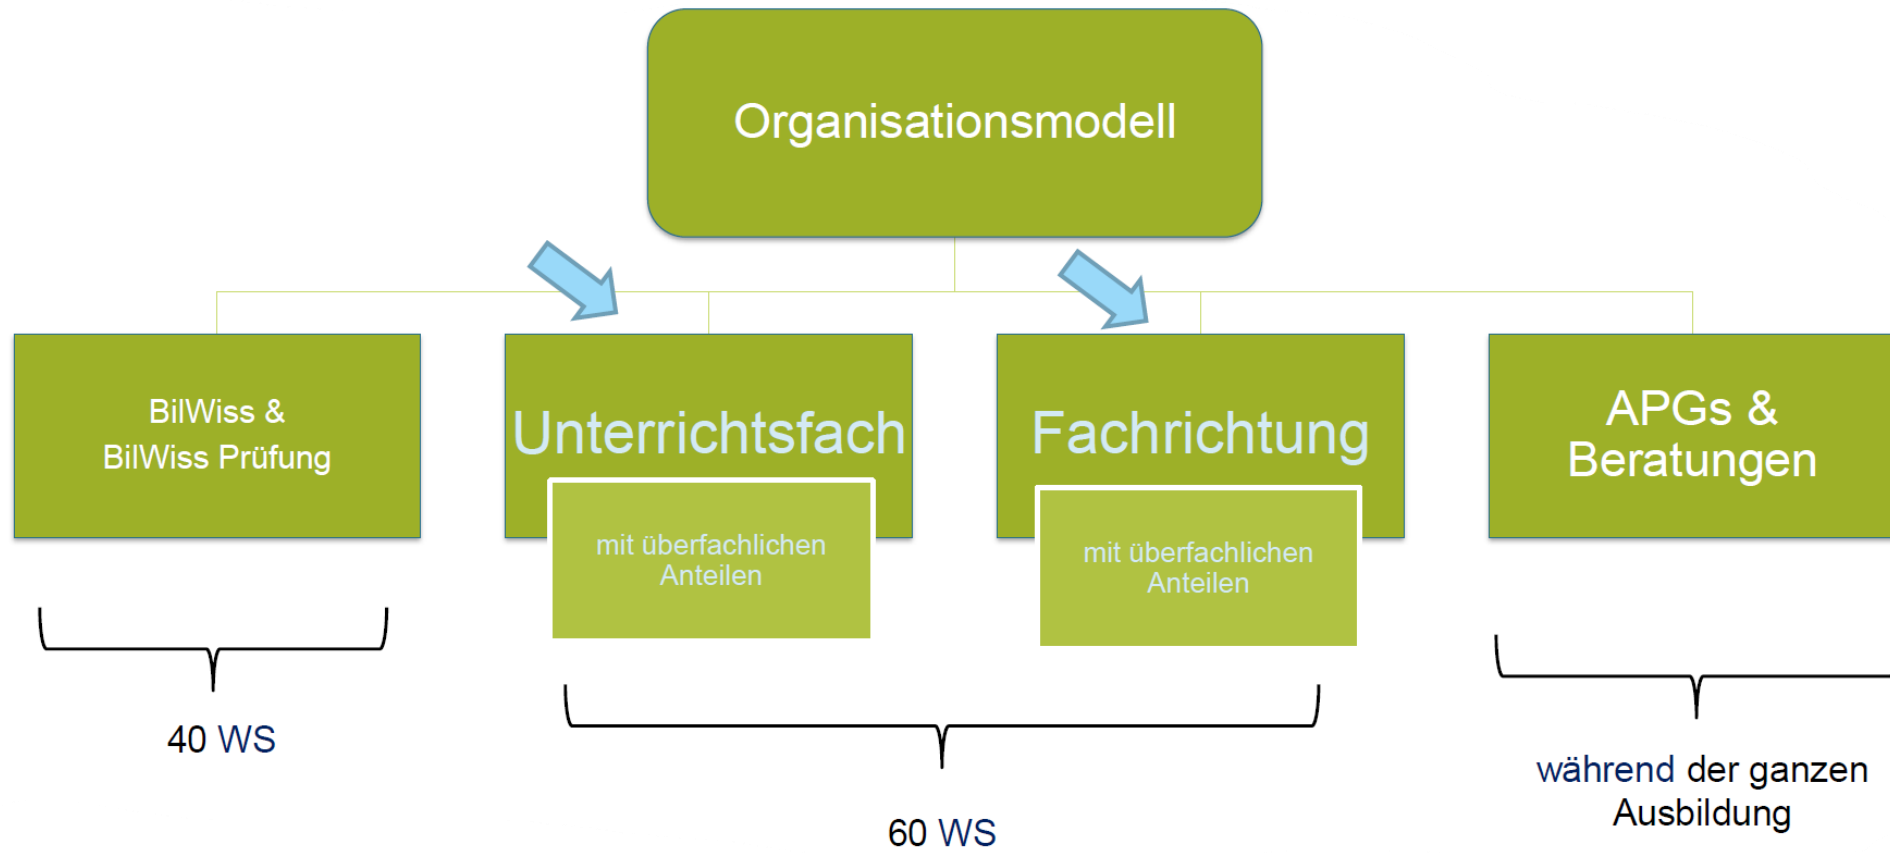 Organisationsmodell
BilWiss &
BilWiss Prüfung
Unterrichtsfach
mit überfachlichen
Anteilen
Fachrichtung
mit überfachlichen
Anteilen
APGs &
Beratungen
40 WS
60 WS
während der ganzen
Ausbildung